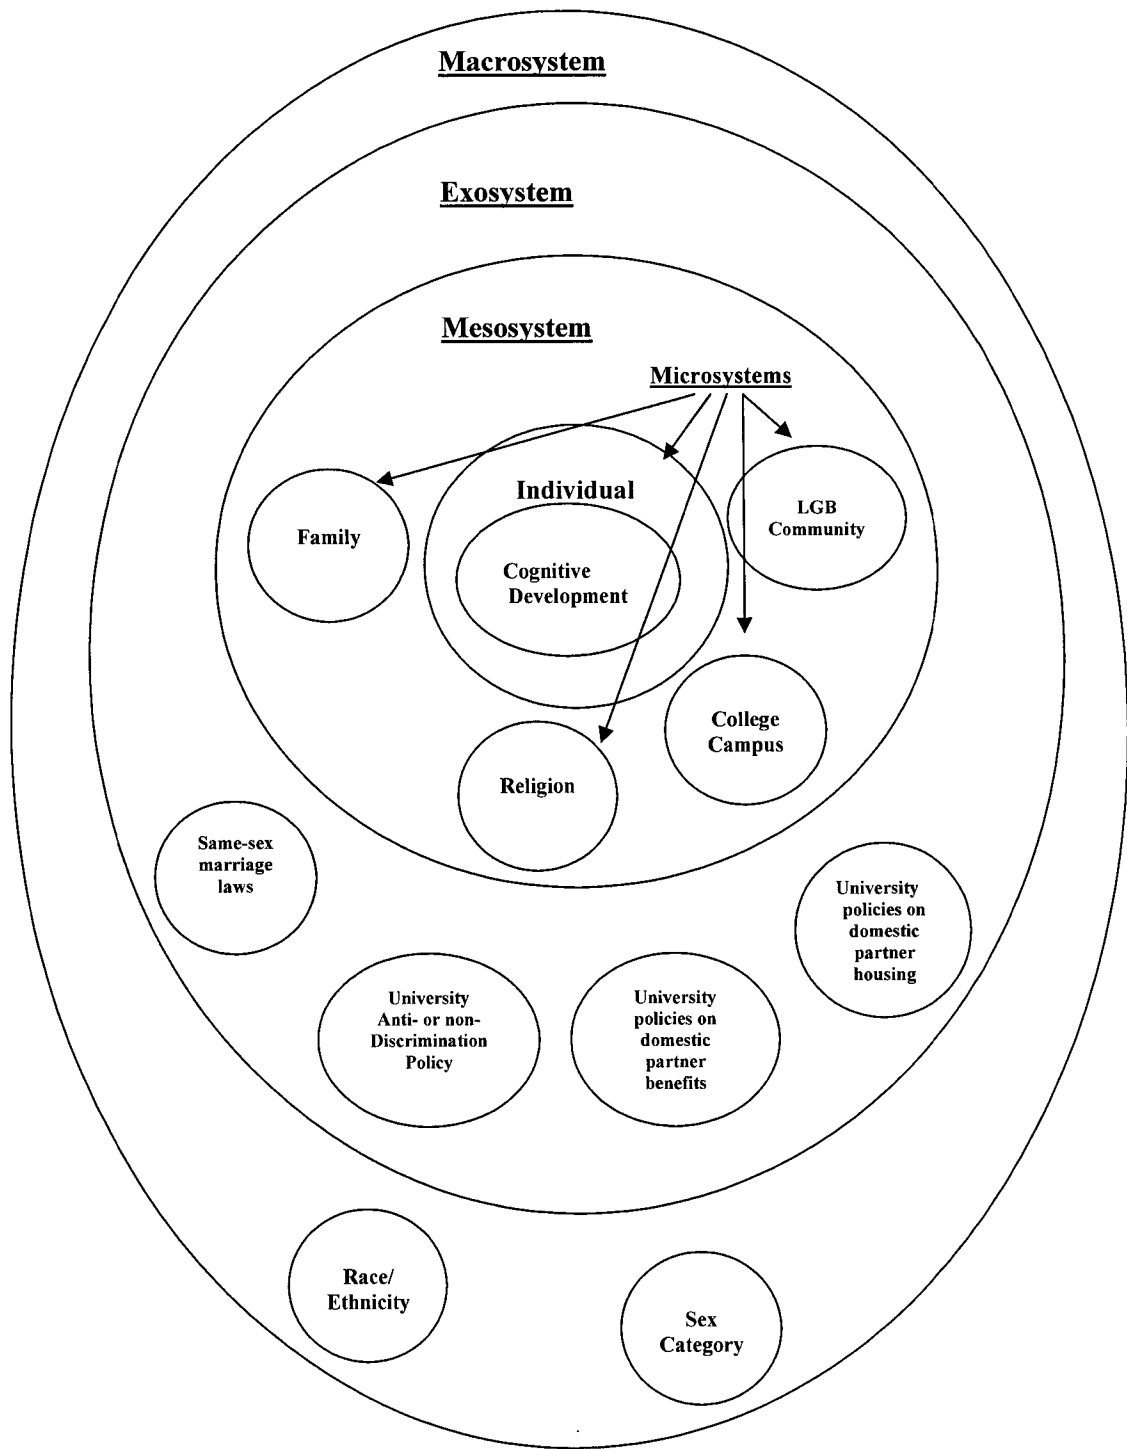 Macrosystem
Exosystem
Mesosystem
Microsystems
Individual
Cognitive
Development
Family
LGB
Community
College
Campus
Religion
Same-sex
marriage
laws
University
policies on
domestic
partner
housing
University
Anti- or non-
Discrimination
Policy
University
policies on
domestic
partner
benefits
Race/
Ethnicity
Sex
Category